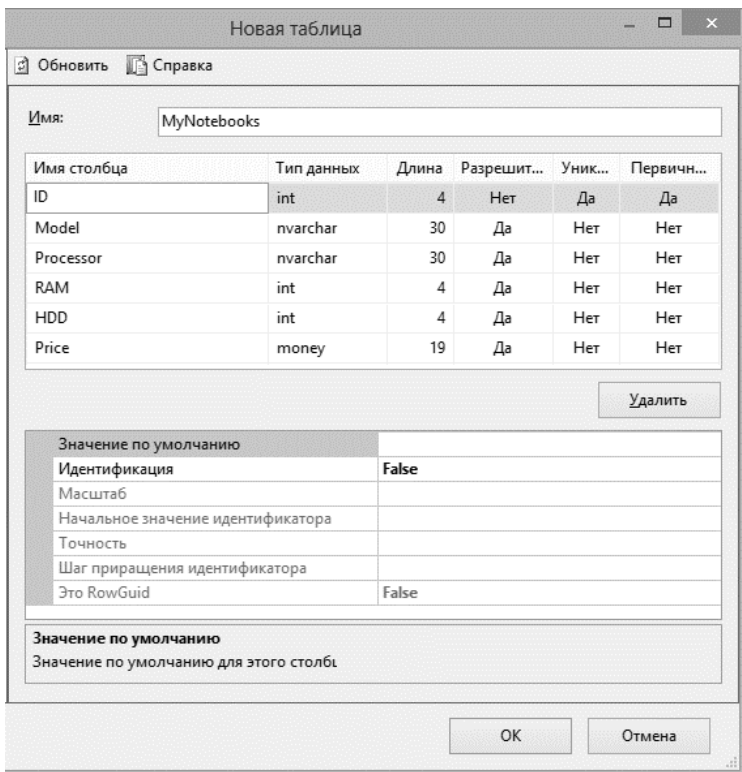 Новая таблица
Обновить Справка
Имя: MyNotebooks
Имя столбца Тип данных Длина Разрешит... Уник... Первичн...
ID int 4 Нет Да Да
Model nvarchar 30 Да Нет Нет
Processor nvarchar 30 Да Нет Нет
RAM int 4 Да Нет Нет
HDD int 4 Да Нет Нет
Price money 19 Да Нет Нет
Удалить
Значение по умолчанию
Идентификация False
Масштаб
Начальное значение идентификатора
Точность
Шаг приращения идентификатора
Это RowGuid False
Значение по умолчанию
Значение по умолчанию для этого
OK Отмена